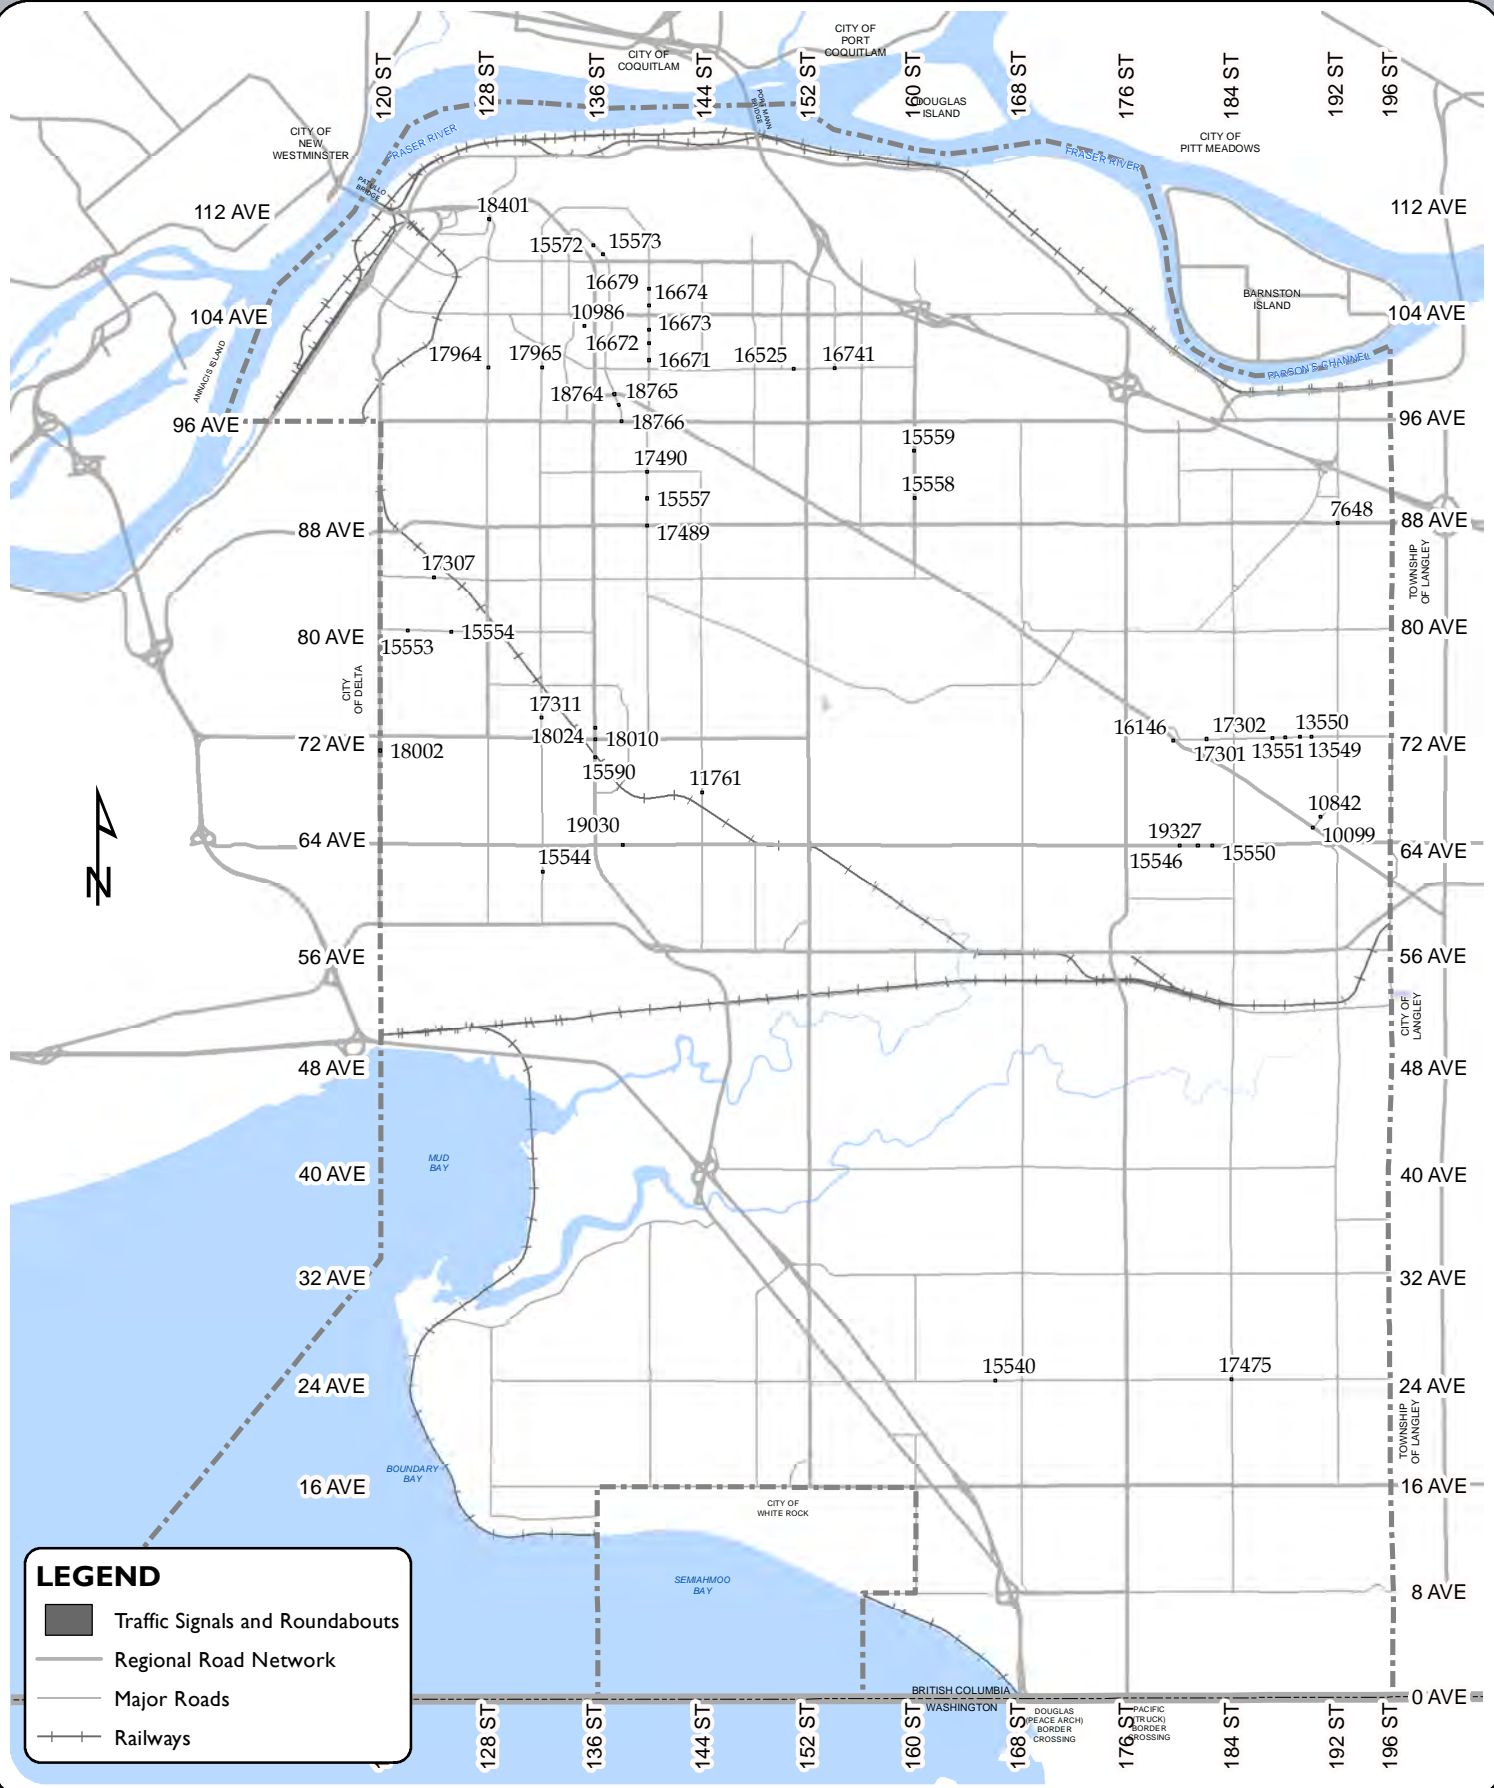 CITY OF
PORT
COQUITLAM
CITY OF
COQUITLAM
120 ST
128 ST
136 ST
144 ST
152 ST
160 ST
168 ST
176 ST
184 ST
192 ST
196 ST
PORT MANN
BRIDGE
DOUGLAS
ISLAND
CITY OF
NEW
WESTMINSTER
FRASER RIVER
FRASER RIVER
CITY OF
PITT MEADOWS
PATULLO
BRIDGE
112 AVE
18401
112 AVE
15572
15573
16679
16674
BARNSTON
ISLAND
104 AVE
10986
16673
104 AVE
ANNACIS ISLAND
17964
17965
16672
16671
16525
16741
PARSON'S CHANNEL
18764
18765
96 AVE
18766
96 AVE
15559
17490
15557
15558
88 AVE
17489
7648
88 AVE
17307
TOWNSHIP
OF LANGLEY
80 AVE
15553
15554
80 AVE
CITY
OF DELTA
17311
72 AVE
18002
18024
18010
16146
17302
13550
17301
13551
13549
72 AVE
15590
11761
10842
64 AVE
19030
19327
10099
15544
15546
15550
64 AVE
N
56 AVE
56 AVE
CITY OF
LANGLEY
48 AVE
48 AVE
MUD
BAY
40 AVE
40 AVE
32 AVE
32 AVE
15540
17475
24 AVE
24 AVE
TOWNSHIP
OF LANGLEY
BOUNDARY
BAY
16 AVE
16 AVE
CITY OF
WHITE ROCK
SEMIAHMOO
BAY
8 AVE
LEGEND
Traffic Signals and Roundabouts
Regional Road Network
Major Roads
Railways
BRITISH COLUMBIA
WASHINGTON
0 AVE
128 ST
136 ST
144 ST
152 ST
160 ST
168 ST
DOUGLAS
(PEACE ARCH)
BORDER
CROSSING
176 ST
PACIFIC
(TRUCK)
BORDER
CROSSING
184 ST
192 ST
196 ST